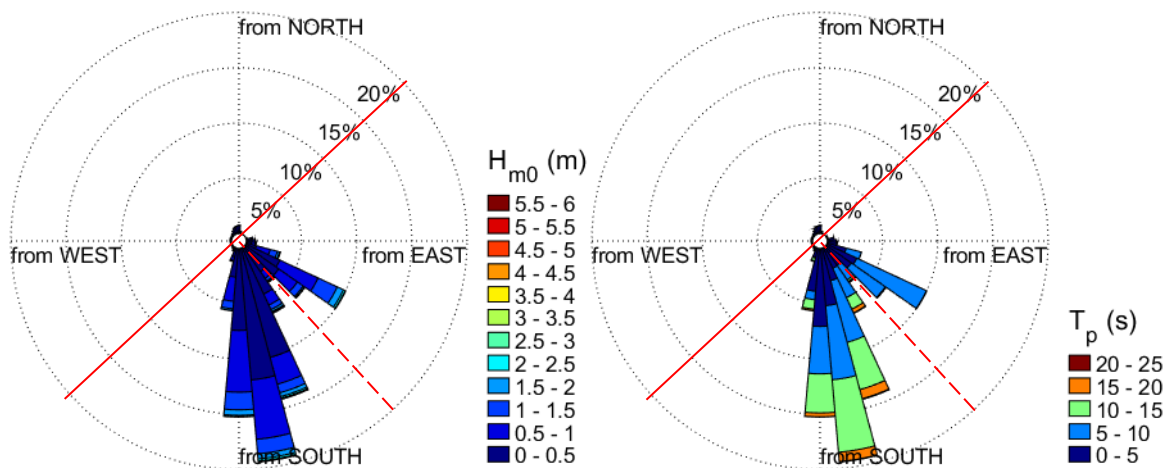 from NORTH
20%
15%
10%
5%
from WEST
from EAST
from SOUTH
H_m0 (m)
5.5 - 6
5 - 5.5
4.5 - 5
4 - 4.5
3.5 - 4
3 - 3.5
2.5 - 3
2 - 2.5
1.5 - 2
1 - 1.5
0.5 - 1
0 - 0.5
from NORTH
20%
15%
10%
5%
from WEST
from EAST
from SOUTH
T_p (s)
20 - 25
15 - 20
10 - 15
5 - 10
0 - 5